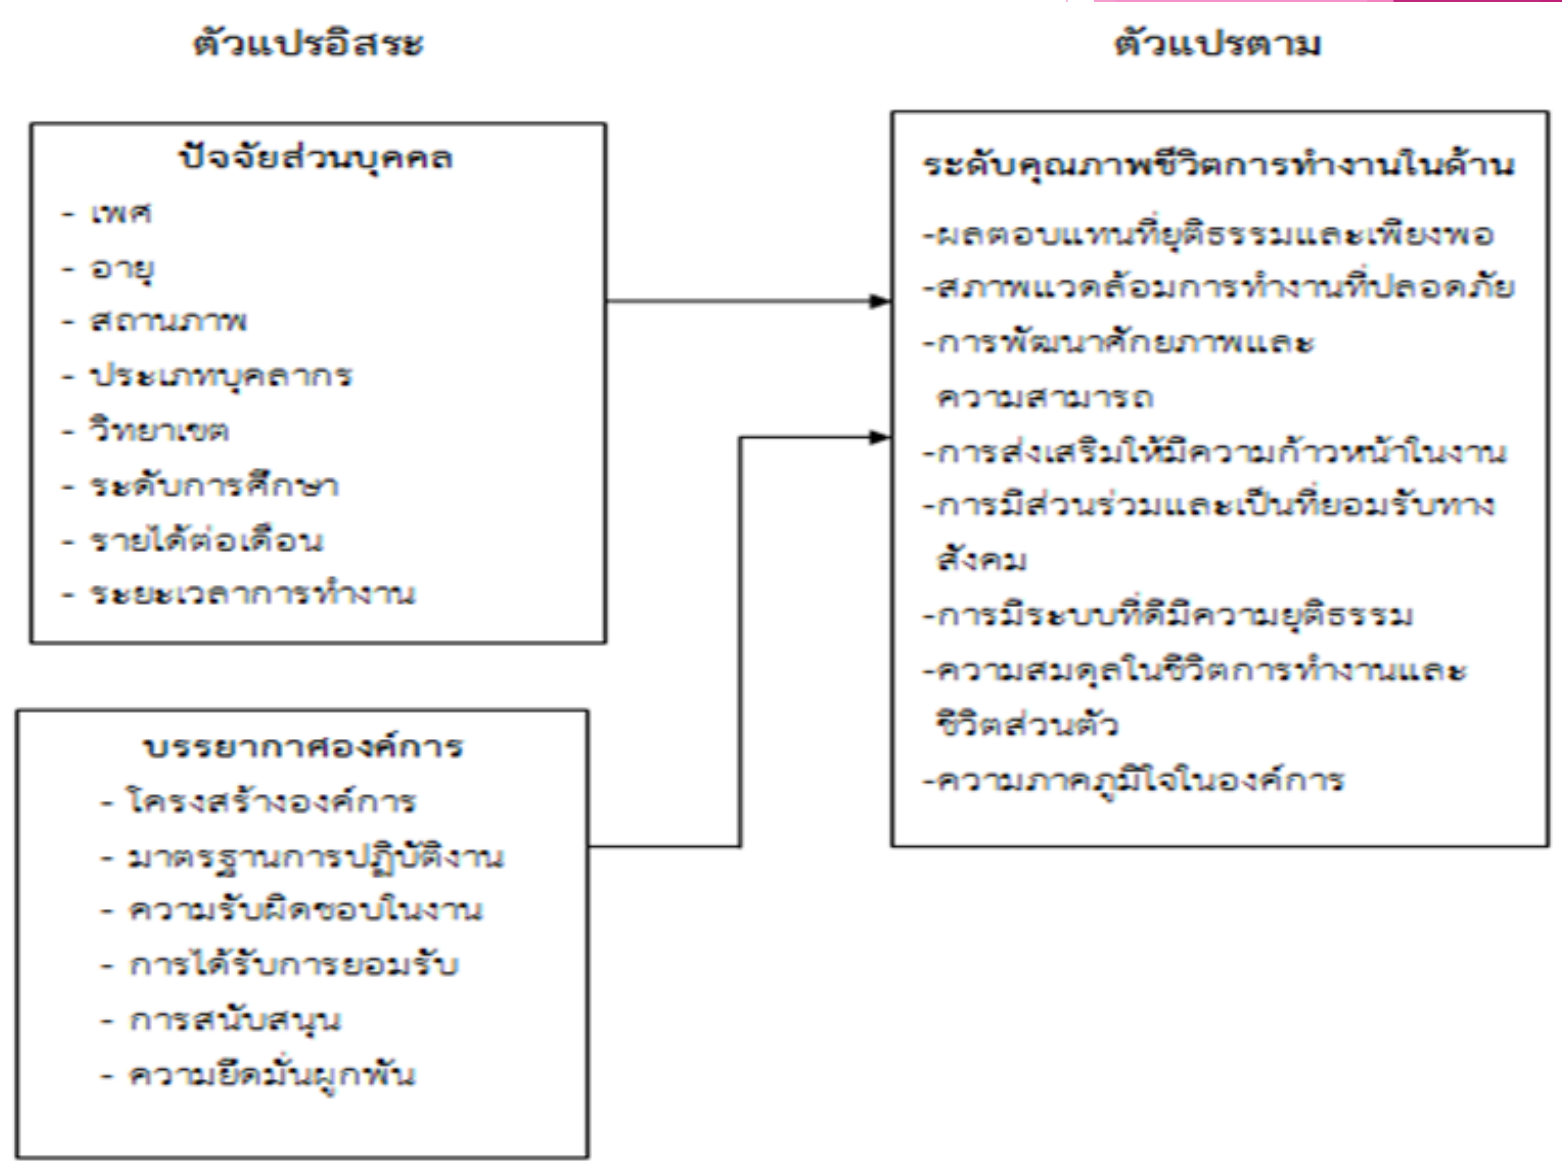 ตัวแปรอิสระ
ตัวแปรตาม
ปัจจัยส่วนบุคคล
- เพศ
- อายุ
- สถานภาพ
- ประเภทบุคลากร
- วิทยาเขต
- ระดับการศึกษา
- รายได้ต่อเดือน
- ระยะเวลาการทำงาน
บรรยากาศองค์การ
- โครงสร้างองค์การ
- มาตรฐานการปฏิบัติงาน
- ความรับผิดชอบในงาน
- การได้รับการยอมรับ
- การสนับสนุน
- ความยึดมั่นผูกพัน
ระดับคุณภาพชีวิตการทำงานในด้าน
-ผลตอบแทนที่ยุติธรรมและเพียงพอ
-สภาพแวดล้อมการทำงานที่ปลอดภัย
-การพัฒนาศักยภาพและ
ความสามารถ
-การส่งเสริมให้มีความก้าวหน้าในงาน
-การมีส่วนร่วมและเป็นที่ยอมรับทาง
สังคม
-การมีระบบที่ดีมีความยุติธรรม
-ความสมดุลในชีวิตการทำงานและ
ชีวิตส่วนตัว
-ความภาคภูมิใจในองค์การ